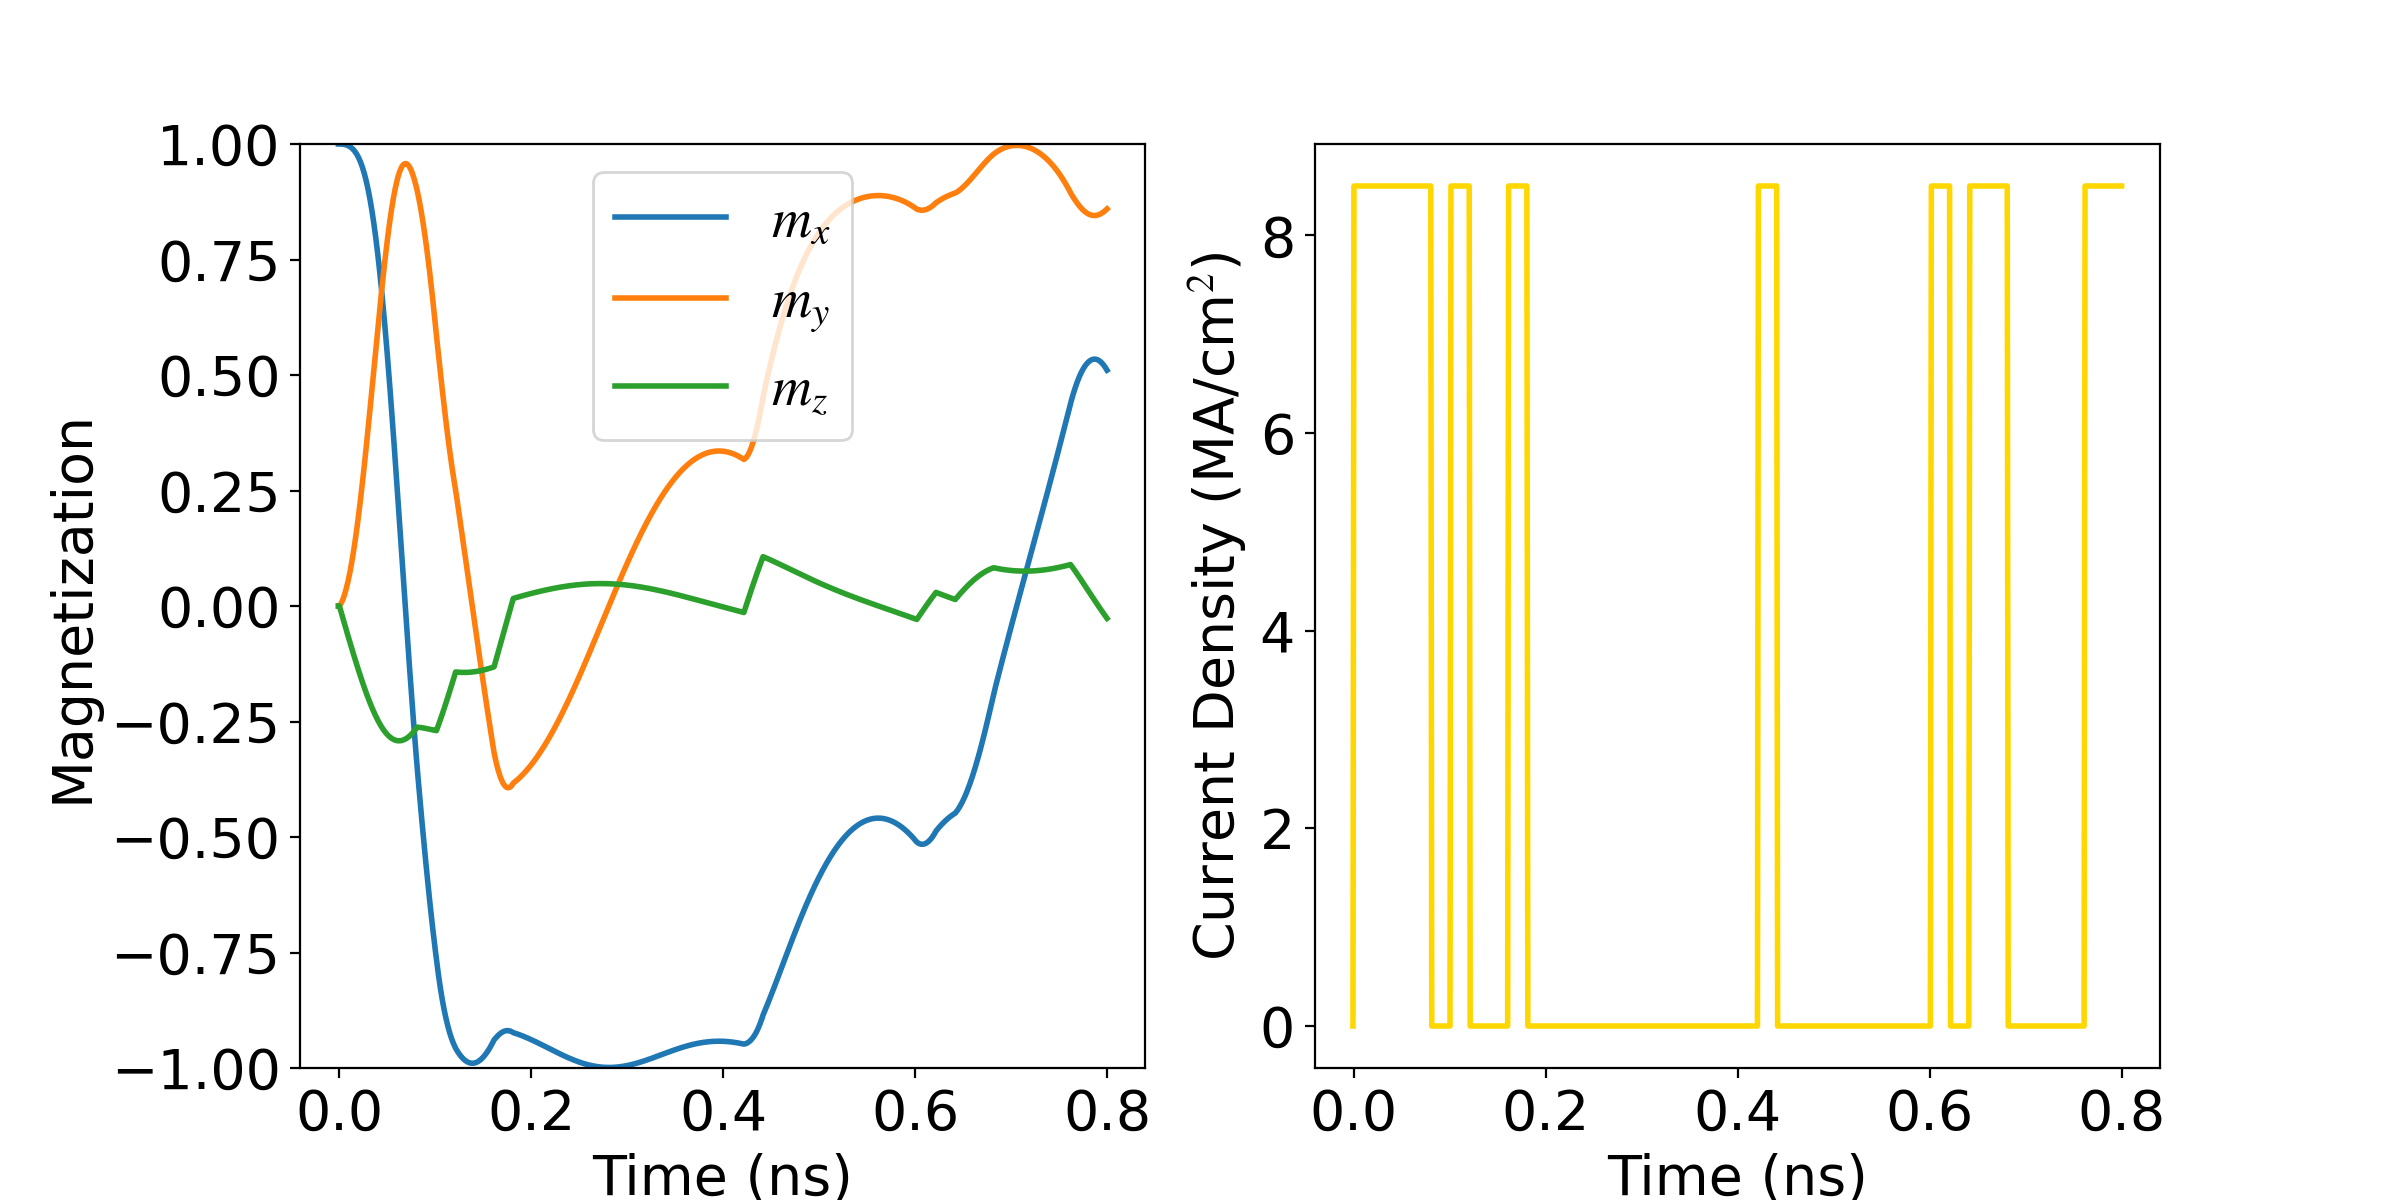 Magnetization
1.00
0.75
0.50
0.25
0.00
−0.25
−0.50
−0.75
−1.00
0.0 0.2 0.4 0.6 0.8
Time (ns)
m_x
m_y
m_z
Current Density (MA/cm²)
8
6
4
2
0
0.0 0.2 0.4 0.6 0.8
Time (ns)